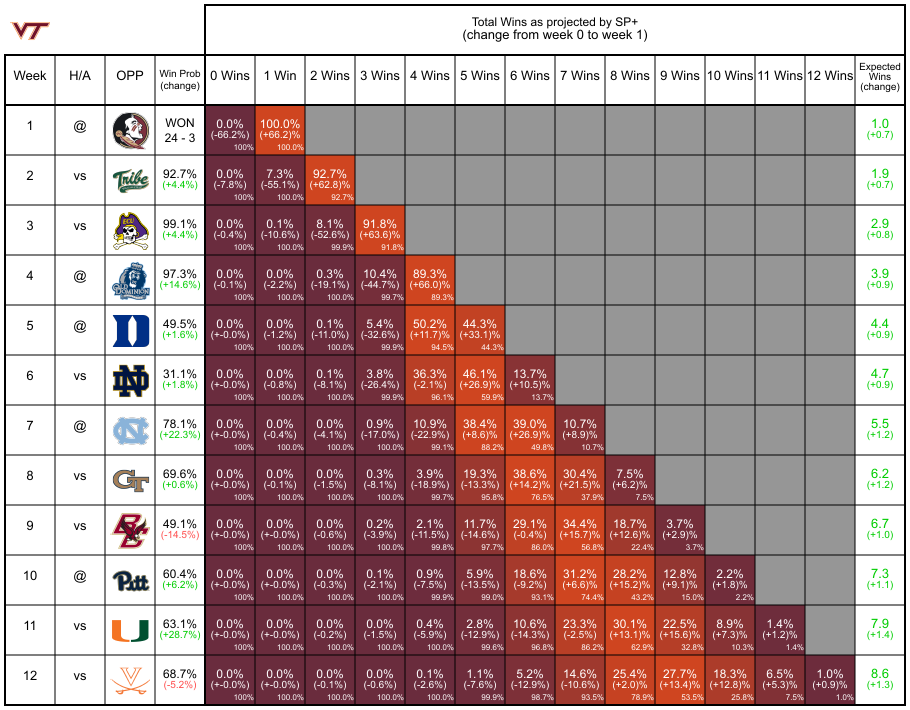 VT
Total Wins as projected by SP+
(change from week 0 to week 1)
Week H/A OPP Win Prob (change) 0 Wins 1 Win 2 Wins 3 Wins 4 Wins 5 Wins 6 Wins 7 Wins 8 Wins 9 Wins 10 Wins 11 Wins 12 Wins Expected Wins (change)
1 @ WON 0.0% 100.0% 1.0
24 - 3 (-66.2%) (+66.2)% (+0.7)
100% 100.0%
2 vs Tribe 92.7% 0.0% 7.3% 92.7% 1.9
(+4.4%) (-7.8%) (-55.1%) (+62.8)% (+0.7)
100% 100.0% 92.7%
3 vs ECU 99.1% 0.0% 0.1% 8.1% 91.8% 2.9
(+4.4%) (-0.4%) (-10.6%) (-52.6%) (+63.6)% (+0.8)
100% 100.0% 99.9% 91.8%
4 @ OLD DOMINION 97.3% 0.0% 0.0% 0.3% 10.4% 89.3% 3.9
(+14.6%) (-0.1%) (-2.2%) (-19.1%) (-44.7%) (+66.0)% (+0.9)
100% 100.0% 100.0% 99.7% 89.3%
5 @ D 49.5% 0.0% 0.0% 0.1% 5.4% 50.2% 44.3% 4.4
(+1.6%) (+-0.0%) (-1.2%) (-11.0%) (-32.6%) (+11.7)% (+33.1)% (+0.9)
100% 100.0% 100.0% 99.9% 94.5% 44.3%
6 vs ND 31.1% 0.0% 0.0% 0.1% 3.8% 36.3% 46.1% 13.7% 4.7
(+1.8%) (+-0.0%) (-0.8%) (-8.1%) (-26.4%) (-2.1%) (+26.9)% (+10.5)% (+0.9)
100% 100.0% 100.0% 99.9% 96.1% 59.9% 13.7%
7 @ NC 78.1% 0.0% 0.0% 0.0% 0.9% 10.9% 38.4% 39.0% 10.7% 5.5
(+22.3%) (+-0.0%) (-0.4%) (-4.1%) (-17.0%) (-22.9%) (+8.6)% (+26.9)% (+8.9)% (+1.2)
100% 100.0% 100.0% 100.0% 99.1% 88.2% 49.8% 10.7%
8 vs GT 69.6% 0.0% 0.0% 0.0% 0.3% 3.9% 19.3% 38.6% 30.4% 7.5% 6.2
(+0.6%) (+-0.0%) (-0.1%) (-1.5%) (-8.1%) (-18.9%) (-13.3%) (+14.2)% (+21.5)% (+6.2)% (+1.2)
100% 100.0% 100.0% 100.0% 99.7% 95.8% 76.5% 37.9% 7.5%
9 vs BC 49.1% 0.0% 0.0% 0.0% 0.2% 2.1% 11.7% 29.1% 34.4% 18.7% 3.7% 6.7
(-14.5%) (+-0.0%) (+-0.0%) (-0.6%) (-3.9%) (-11.5%) (-14.6%) (-0.4%) (+15.7)% (+12.6)% (+2.9)% (+1.0)
100% 100.0% 100.0% 100.0% 99.8% 97.7% 86.0% 56.8% 22.4% 3.7%
10 @ Pitt 60.4% 0.0% 0.0% 0.0% 0.1% 0.9% 5.9% 18.6% 31.2% 28.2% 12.8% 2.2% 7.3
(+6.2%) (+-0.0%) (+-0.0%) (-0.3%) (-2.1%) (-7.5%) (-13.5%) (-9.2%) (+6.6)% (+15.2)% (+9.1)% (+1.8)% (+1.1)
100% 100.0% 100.0% 100.0% 99.9% 99.0% 93.1% 74.4% 43.2% 15.0% 2.2%
11 vs U 63.1% 0.0% 0.0% 0.0% 0.0% 0.4% 2.8% 10.6% 23.3% 30.1% 22.5% 8.9% 1.4% 7.9
(+28.7%) (+-0.0%) (+-0.0%) (-0.2%) (-1.5%) (-5.9%) (-12.9%) (-14.3%) (-2.5%) (+13.1)% (+15.6)% (+7.3)% (+1.2)% (+1.4)
100% 100.0% 100.0% 100.0% 100.0% 99.6% 96.8% 86.2% 62.9% 32.8% 10.3% 1.4%
12 vs V 68.7% 0.0% 0.0% 0.0% 0.0% 0.1% 1.1% 5.2% 14.6% 25.4% 27.7% 18.3% 6.5% 1.0% 8.6
(-5.2%) (+-0.0%) (+-0.0%) (-0.1%) (-0.6%) (-2.6%) (-7.6%) (-12.9%) (-10.6%) (+2.0)% (+13.4)% (+12.8)% (+5.3)% (+0.9)% (+1.3)
100% 100.0% 100.0% 100.0% 100.0% 99.9% 98.7% 93.5% 78.9% 53.5% 25.8% 7.5% 1.0%